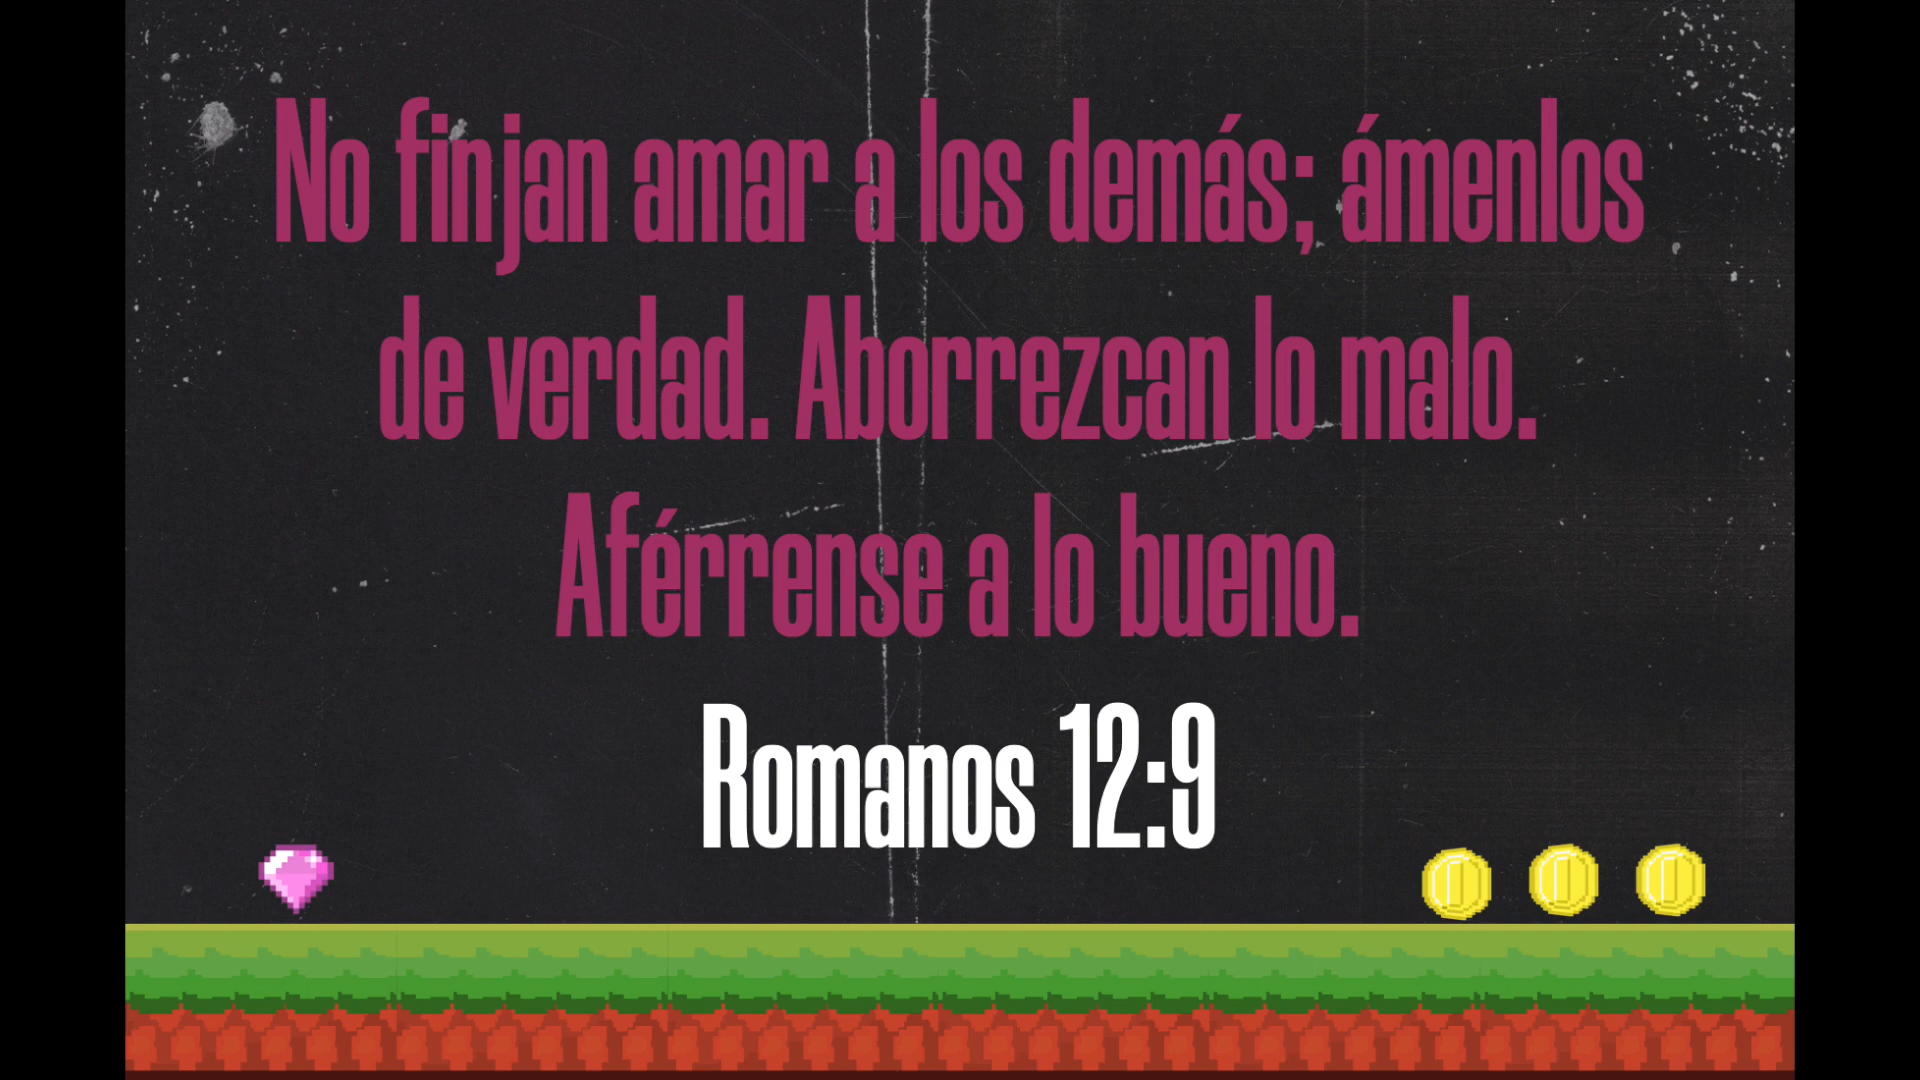 No finjan amar a los demás; ámenlos
de verdad. Aborrezcan lo malo.
Aférrense a lo bueno.
Romanos 12:9